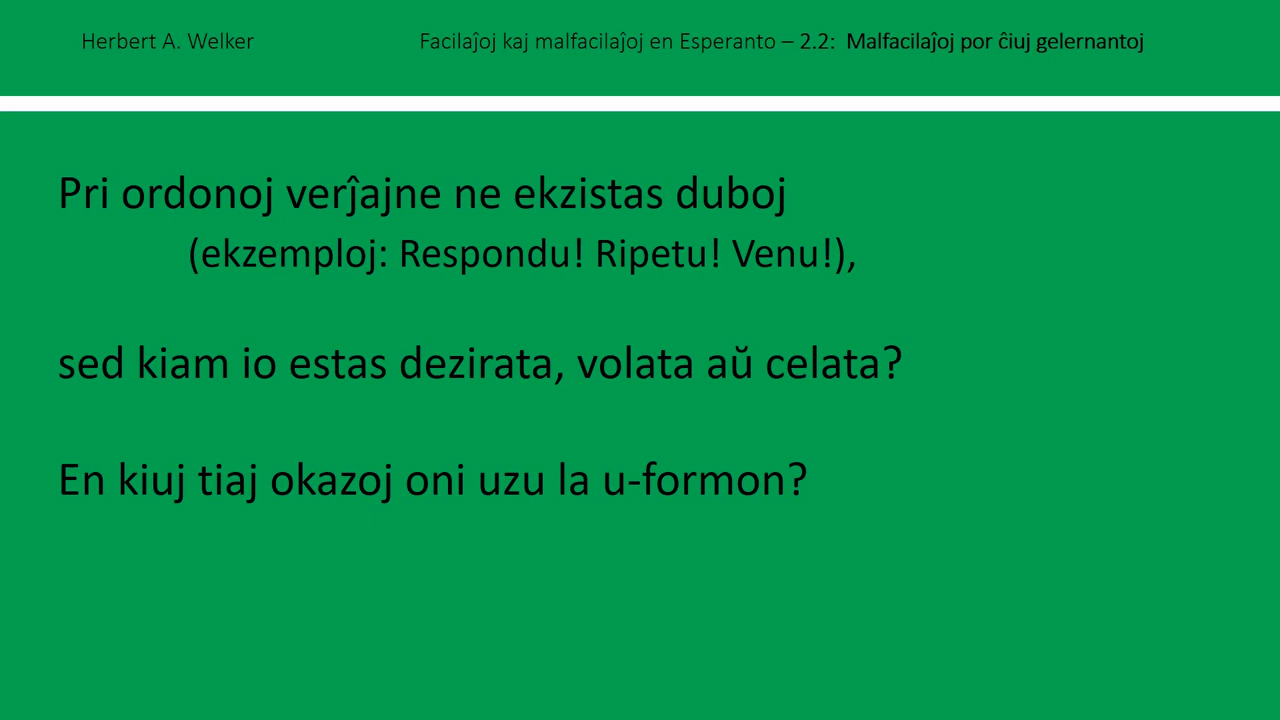 Herbert A. Welker Facilaĵoj kaj malfacilaĵoj en Esperanto – 2.2: Malfacilaĵoj por ĉiuj gelernantoj
Pri ordonoj verĵajne ne ekzistas duboj
(ekzemploj: Respondu! Ripetu! Venu!),
sed kiam io estas dezirata, volata aŭ celata?
En kiuj tiaj okazoj oni uzu la u-formon?